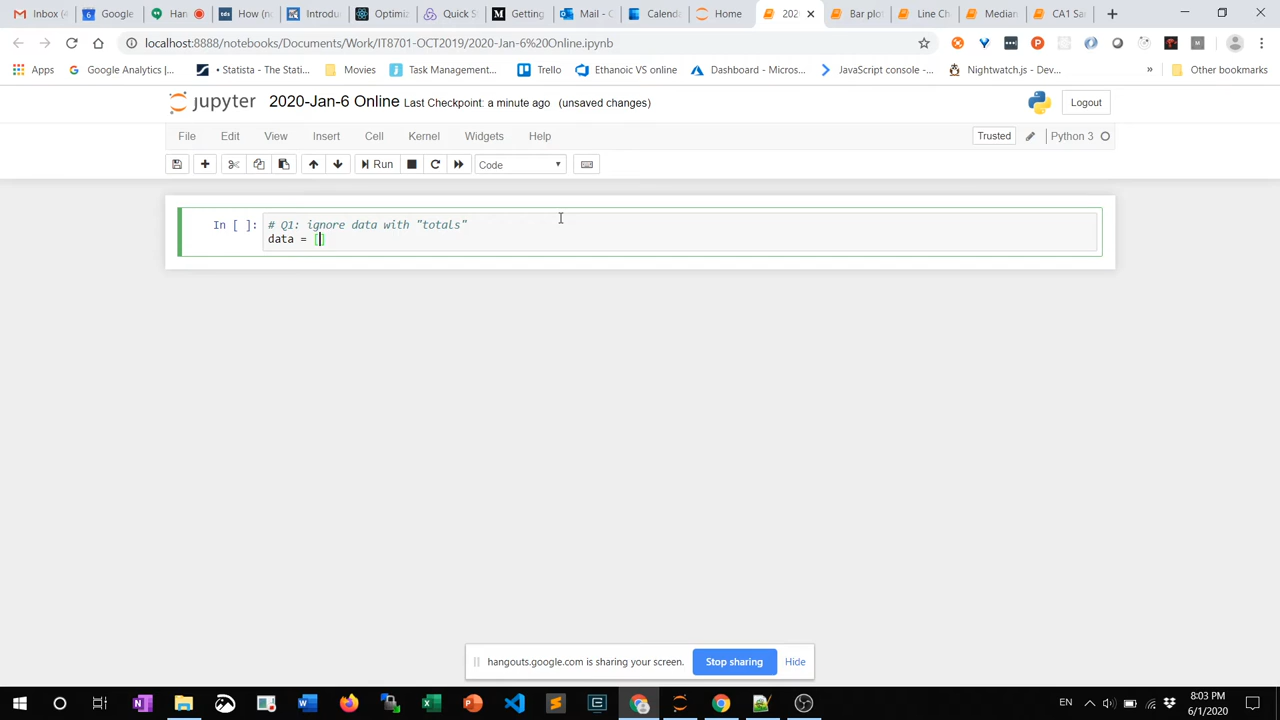 Inbox (
Google
Han
How (no
Introdu
Optimiz
Quick S
Getting
Mail - C
Calenda
Home
202
Bar plo
Line Ch
Median
CA1 Sa
localhost:8888/notebooks/Documents/Work/IT8701-OCT2019/2020-Jan-6%20Online.ipynb
Apps
Google Analytics |...
• Statista - The Stati...
Movies
Task Management...
Trello
Ethanoic VS online
Dashboard - Micros...
JavaScript console -...
Nightwatch.js - Dev...
»
Other bookmarks
jupyter 2020-Jan-6 Online Last Checkpoint: a minute ago (unsaved changes)
Logout
File Edit View Insert Cell Kernel Widgets Help
Trusted
Python 3
Run
Code
In [ ]: # Q1: ignore data with "totals"
data = []
hangouts.google.com is sharing your screen. Stop sharing Hide
EN
8:03 PM
6/1/2020